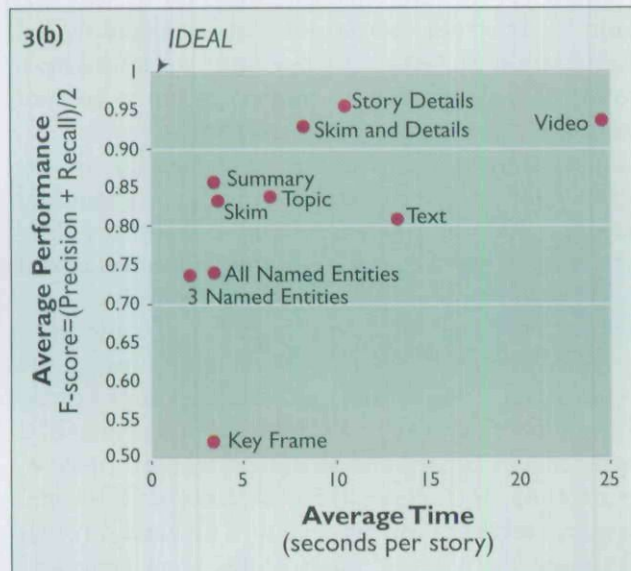 3(b)
IDEAL
Average Performance
F-score=(Precision + Recall)/2
1
0.95
0.90
0.85
0.80
0.75
0.70
0.65
0.60
0.55
0.50
Story Details
Skim and Details
Video
Summary
Skim
Topic
Text
All Named Entities
3 Named Entities
Key Frame
0
5
10
15
20
25
Average Time
(seconds per story)